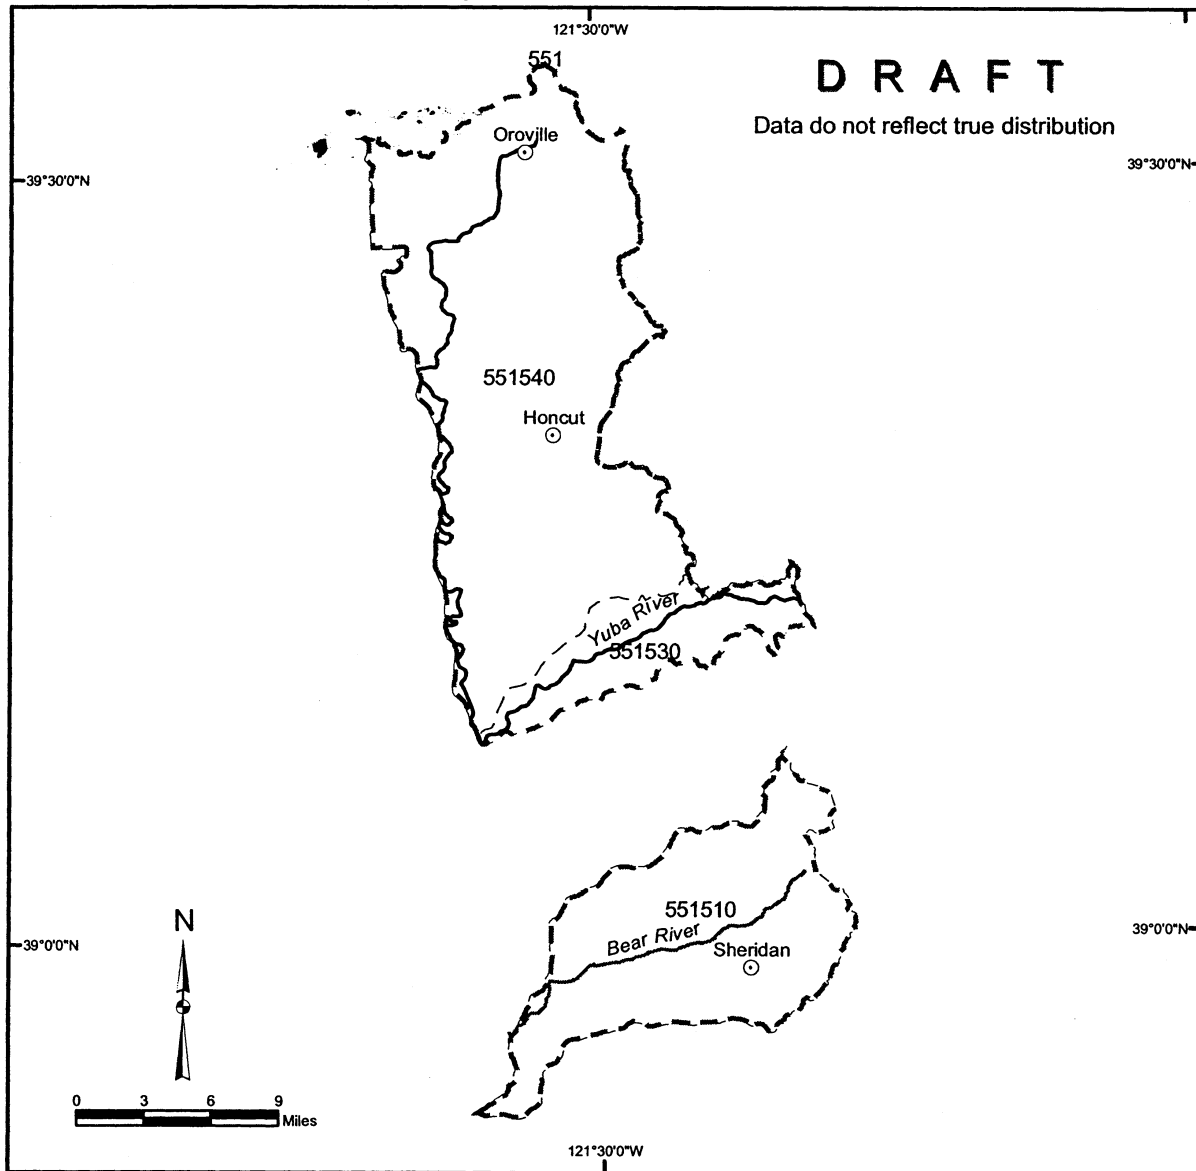 121°30'0"W
551
D R A F T
Data do not reflect true distribution
Oroville
39°30'0"N
39°30'0"N
551540
Honcut
Yuba River
551530
551510
Bear River
Sheridan
N
39°0'0"N
39°0'0"N
0 3 6 9
Miles
121°30'0"W